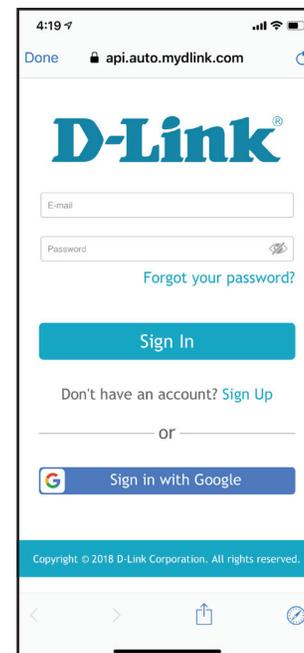 4:19
Done api.auto.mydlink.com
D-Link®
E-mail
Password
Forgot your password?
Sign In
Don't have an account? Sign Up
or
G Sign in with Google
Copyright © 2018 D-Link Corporation. All rights reserved.